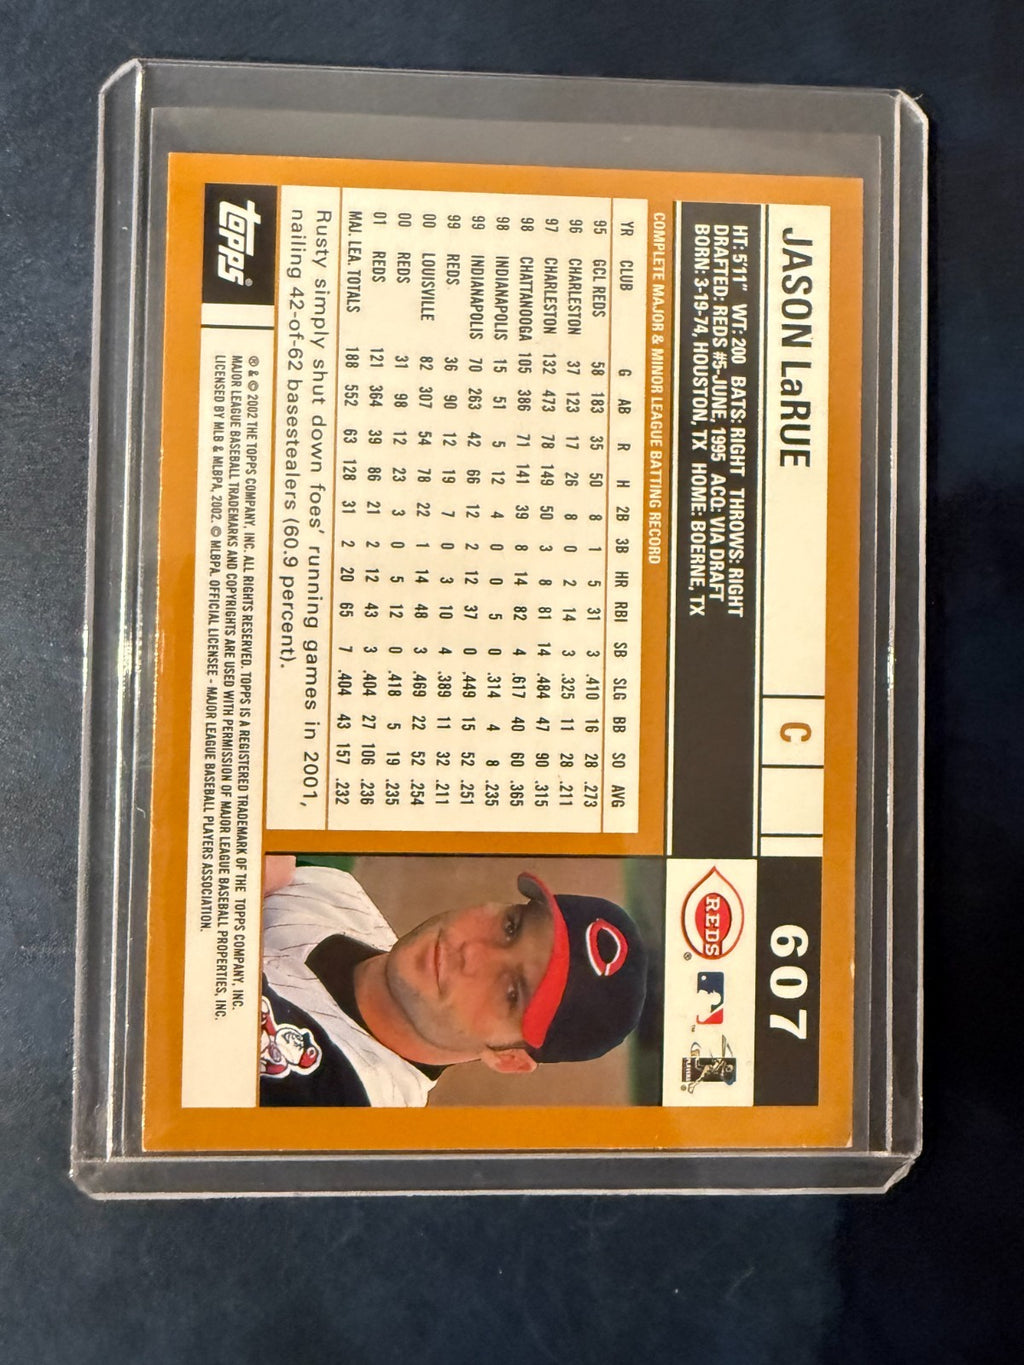 JASON LaRUE C 607
HT: 5'11" WT: 200 BATS: RIGHT THROWS: RIGHT
DRAFTED: REDS #5-JUNE, 1995 ACQ: VIA DRAFT
BORN: 3-19-74, HOUSTON, TX HOME: BOERNE, TX
REDS®
COMPLETE MAJOR & MINOR LEAGUE BATTING RECORD
YR CLUB G AB R H 2B 3B HR RBI SB SLG BB SO AVG
95 GCL REDS 58 183 35 50 8 1 5 31 3 .410 16 28 .273
96 CHARLESTON 37 123 17 26 8 0 2 14 3 .325 11 28 .211
97 CHARLESTON 132 473 78 149 50 3 8 81 14 .484 47 90 .315
98 CHATTANOOGA 105 386 71 141 39 8 14 82 4 .617 40 60 .365
98 INDIANAPOLIS 15 51 5 12 4 0 0 5 0 .314 4 8 .235
99 INDIANAPOLIS 70 263 42 66 12 2 12 37 0 .449 15 52 .251
99 REDS 36 90 12 19 7 0 3 10 4 .389 11 32 .211
00 LOUISVILLE 82 307 54 78 22 1 14 48 3 .469 22 52 .254
00 REDS 31 98 12 23 3 0 5 12 0 .418 5 19 .235
01 REDS 121 364 39 86 21 2 12 43 3 .404 27 106 .236
MAJ. LEA. TOTALS 188 552 63 128 31 2 20 65 7 .404 43 157 .232
Rusty simply shut down foes' running games in 2001,
nailing 42-of-62 basestealers (60.9 percent).
topps®
® & © 2002 THE TOPPS COMPANY, INC. ALL RIGHTS RESERVED. TOPPS IS A REGISTERED TRADEMARK OF THE TOPPS COMPANY, INC.
MAJOR LEAGUE BASEBALL TRADEMARKS AND COPYRIGHTS ARE USED WITH PERMISSION OF MAJOR LEAGUE BASEBALL PROPERTIES, INC.
LICENSED BY MLB & MLBPA, 2002. © MLBPA. OFFICIAL LICENSEE - MAJOR LEAGUE BASEBALL PLAYERS ASSOCIATION.